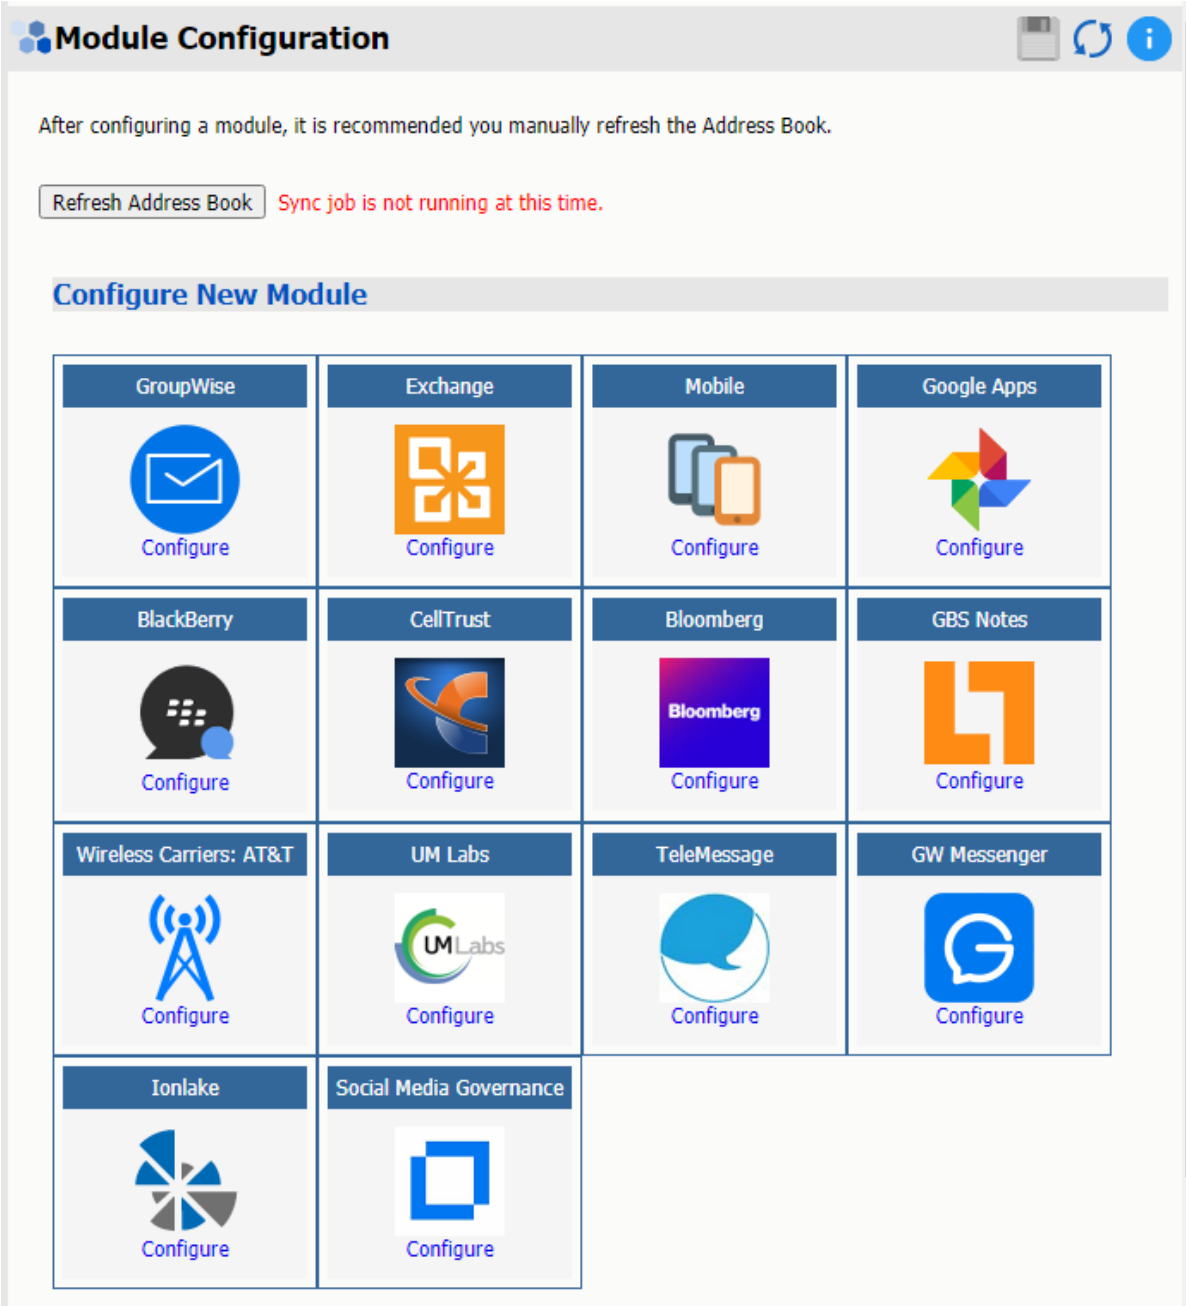 Module Configuration
i
After configuring a module, it is recommended you manually refresh the Address Book.
Refresh Address Book Sync job is not running at this time.
Configure New Module
GroupWise Exchange Mobile Google Apps
Configure Configure Configure Configure
BlackBerry CellTrust Bloomberg GBS Notes
Bloomberg
Configure Configure Configure Configure
Wireless Carriers: AT&T UM Labs TeleMessage GW Messenger
UM Labs G
Configure Configure Configure Configure
Ionlake Social Media Governance
Configure Configure